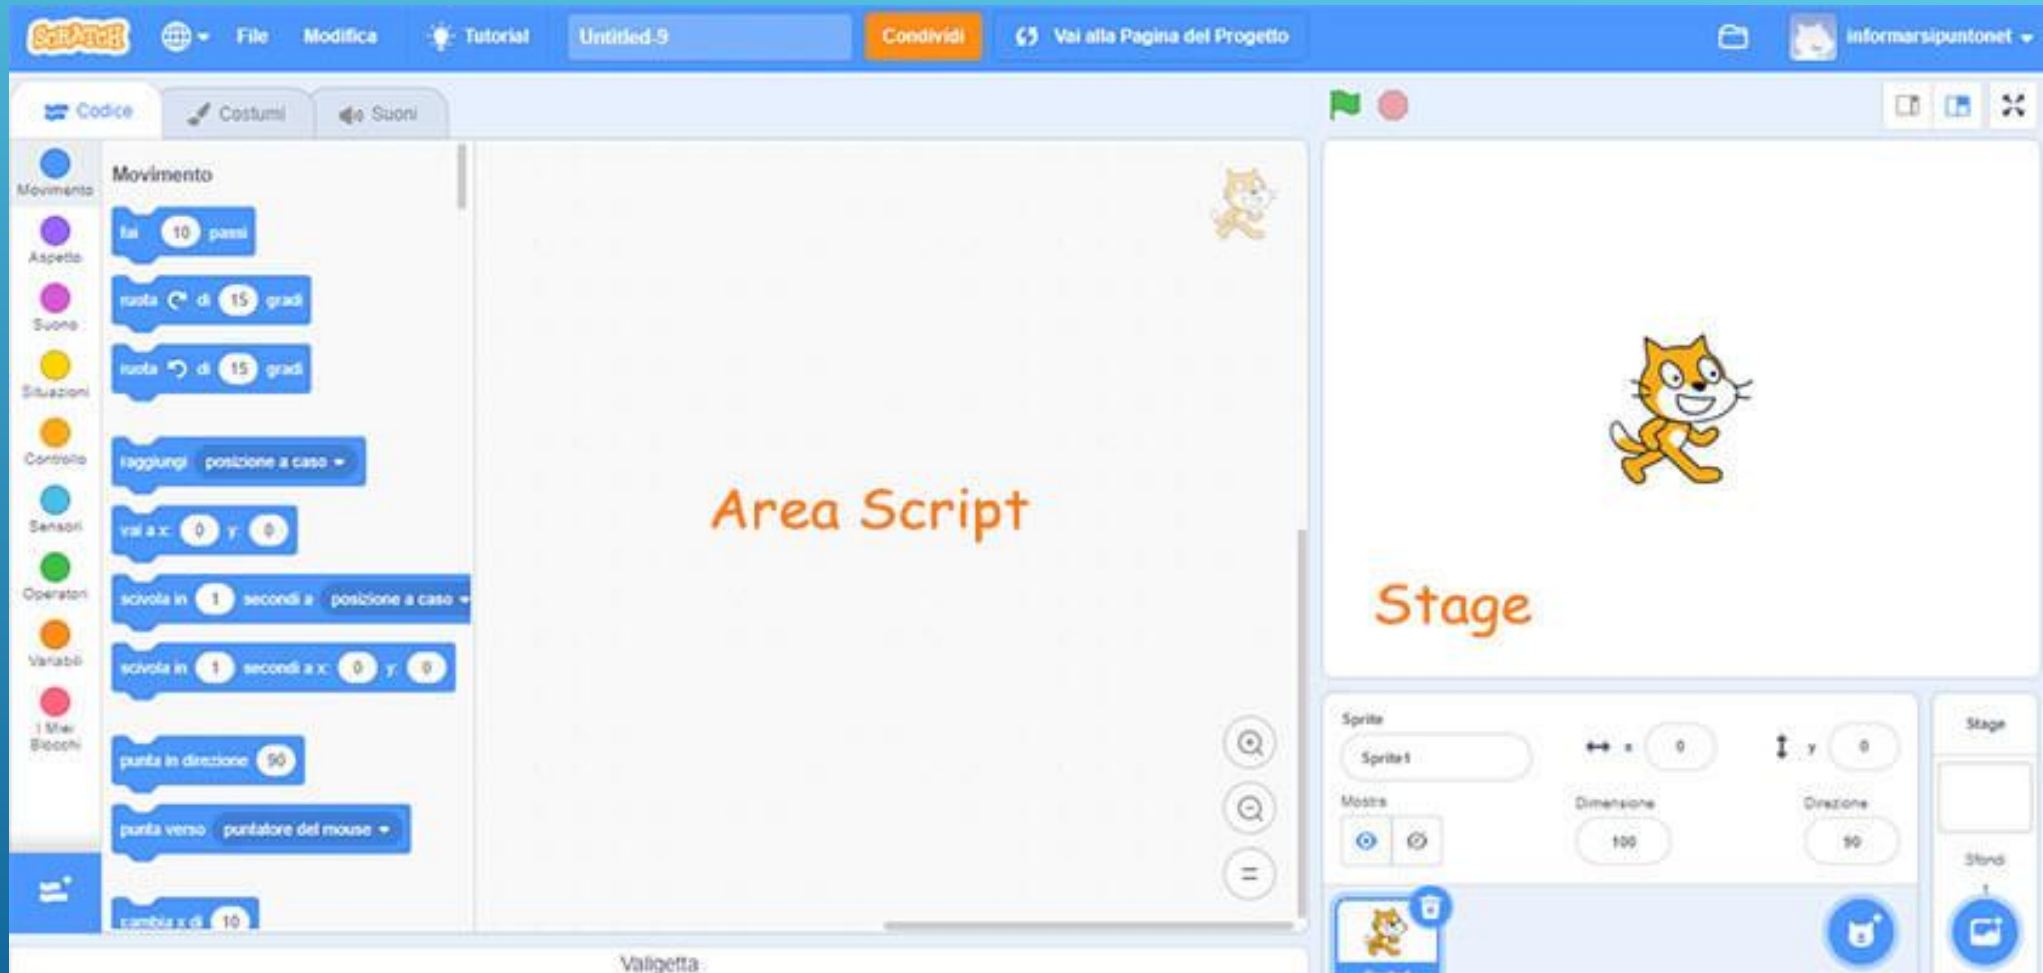 SCRATCH File Modifica Tutorial Untitled-9 Condividi Vai alla Pagina del Progetto informarsipuntonet
Codice Costumi Suoni
Movimento
Aspetto
Suono
Situazioni
Controllo
Sensori
Operatori
Variabili
I Miei
Blocchi
Movimento
fai 10 passi
ruota di 15 gradi
ruota di 15 gradi
raggiungi posizione a caso
vai a x: 0 y: 0
scivola in 1 secondi a posizione a caso
scivola in 1 secondi a x: 0 y: 0
punta in direzione 90
punta verso puntatore del mouse
cambia x di 10
Area Script
Valigetta
Stage
Sprite
Sprite1
x 0
y 0
Mostra
Dimensione
100
Direzione
90
Stage
Sfondi
1